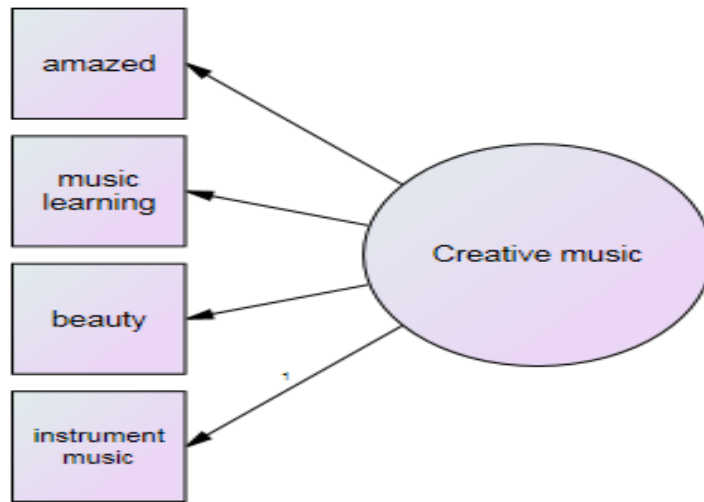 amazed
music
learning
Creative music
beauty
1
instrument
music